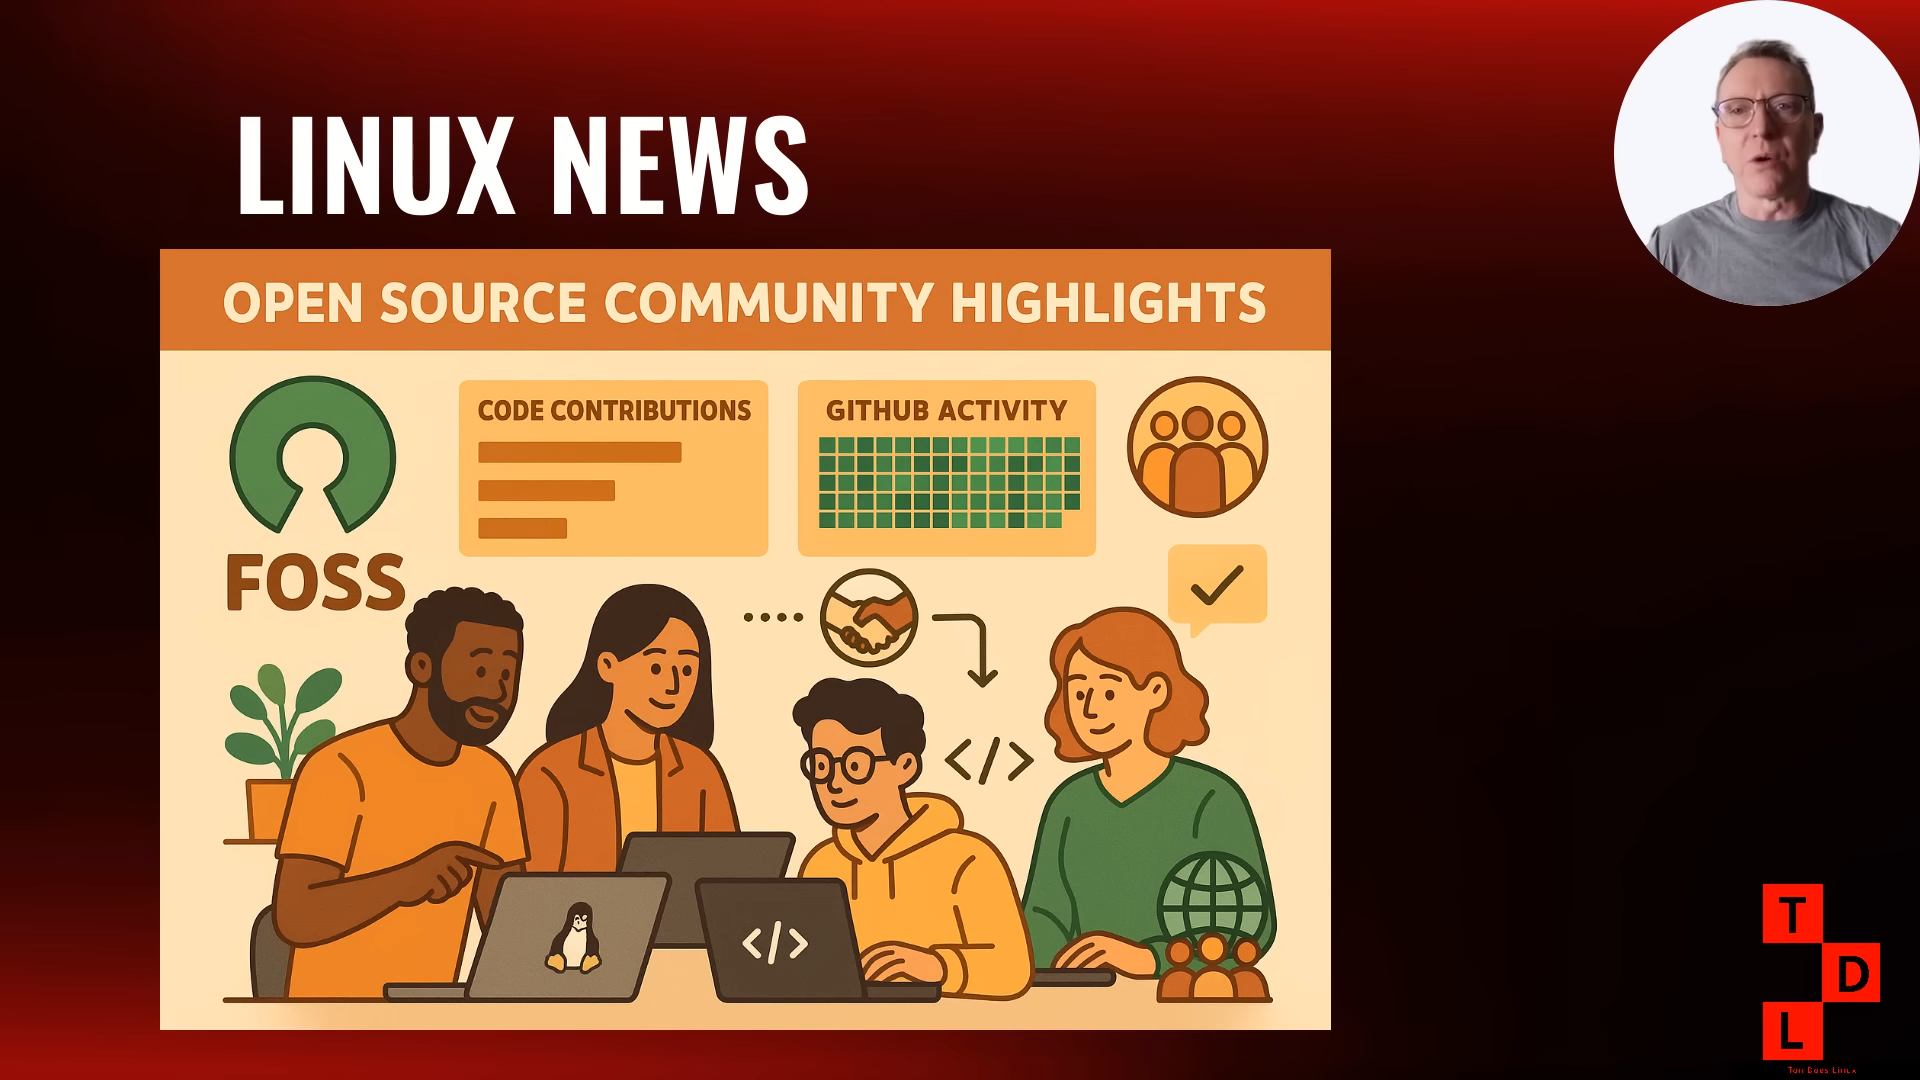 LINUX NEWS
OPEN SOURCE COMMUNITY HIGHLIGHTS
CODE CONTRIBUTIONS
GITHUB ACTIVITY
FOSS
</>
</>
T
D
L